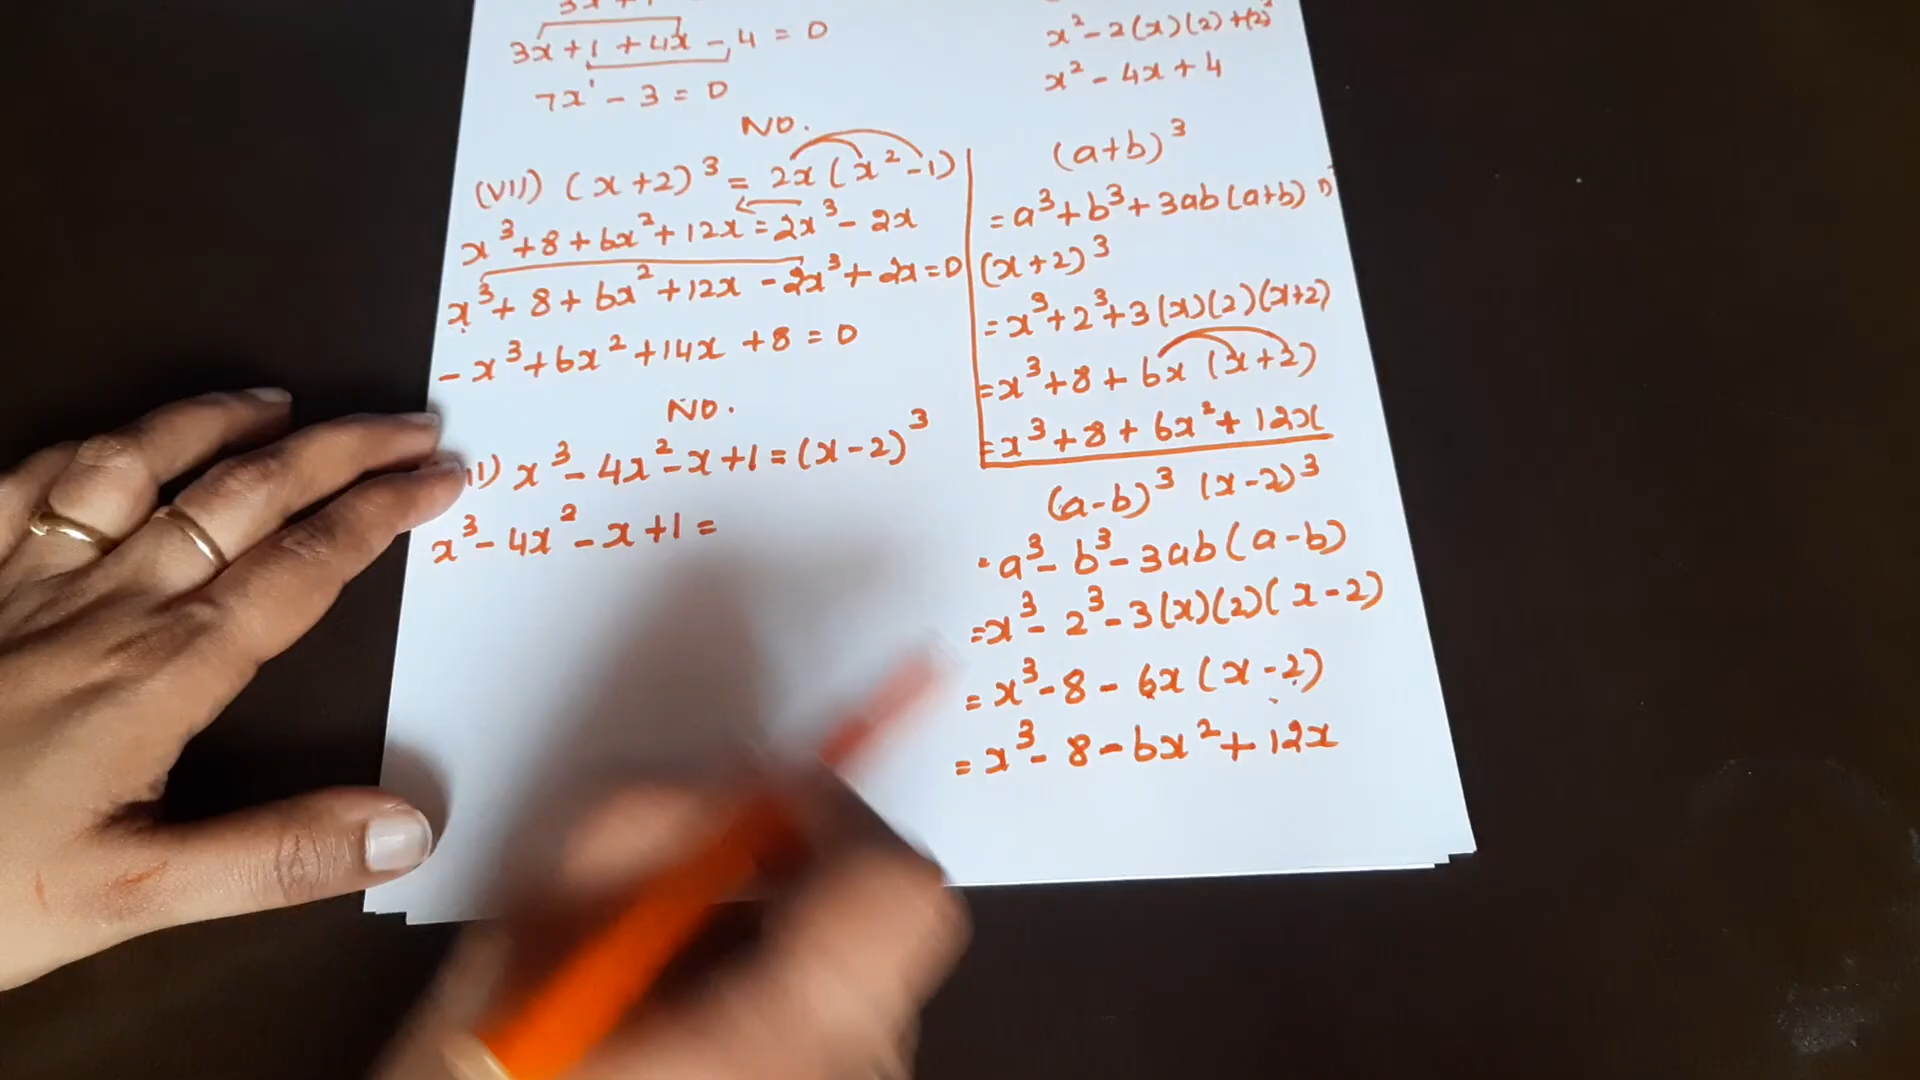 3x + 1 + 4x - 4 = 0
7x¹ - 3 = 0
NO.
(VII) (x+2)³ = 2x(x² -1)
x³ + 8 + 6x² + 12x = 2x³ - 2x
x³ + 8 + 6x² + 12x - 2x³ + 2x = 0
- x³ + 6x² + 14x + 8 = 0
NO.
II) x³ - 4x² - x + 1 = (x - 2)³
x³ - 4x² - x + 1 =
x² - 2(x)(2) + (2)²
x² - 4x + 4
(a+b)³
= a³ + b³ + 3ab(a+b)
(x+2)³
= x³ + 2³ + 3(x)(2)(x+2)
= x³ + 8 + 6x (x+2)
= x³ + 8 + 6x² + 12x
(a-b)³ (x-2)³
= a³ - b³ - 3ab(a-b)
= x³ - 2³ - 3(x)(2)(x-2)
= x³ - 8 - 6x (x-2)
= x³ - 8 - 6x² + 12x